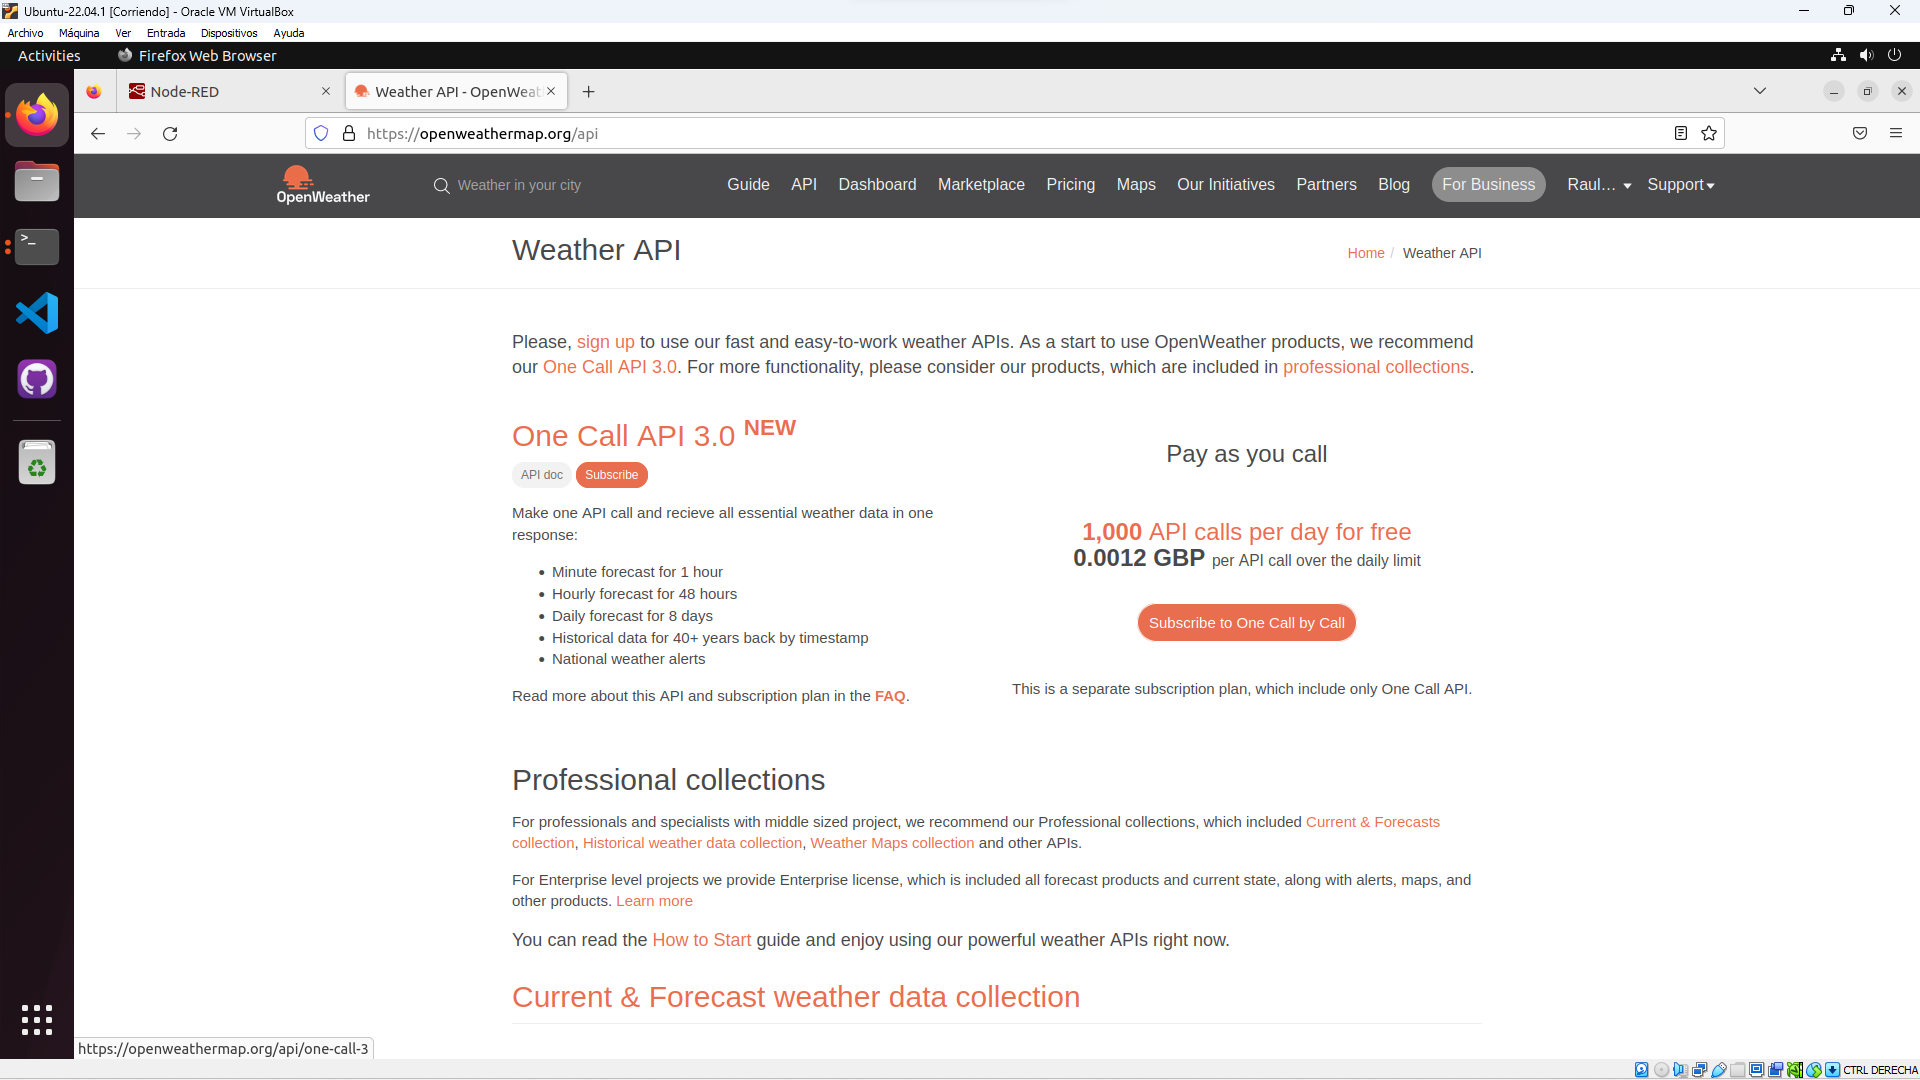 Ubuntu-22.04.1 [Corriendo] - Oracle VM VirtualBox
Archivo Máquina Ver Entrada Dispositivos Ayuda
Activities Firefox Web Browser
Node-RED Weather API - OpenWeat
https://openweathermap.org/api
OpenWeather Weather in your city Guide API Dashboard Marketplace Pricing Maps Our Initiatives Partners Blog For Business Raul... Support
Weather API
Home / Weather API
Please, sign up to use our fast and easy-to-work weather APIs. As a start to use OpenWeather products, we recommend
our One Call API 3.0. For more functionality, please consider our products, which are included in professional collections.
One Call API 3.0 NEW
API doc Subscribe
Make one API call and recieve all essential weather data in one
response:
• Minute forecast for 1 hour
• Hourly forecast for 48 hours
• Daily forecast for 8 days
• Historical data for 40+ years back by timestamp
• National weather alerts
Read more about this API and subscription plan in the FAQ.
Pay as you call
1,000 API calls per day for free
0.0012 GBP per API call over the daily limit
Subscribe to One Call by Call
This is a separate subscription plan, which include only One Call API.
Professional collections
For professionals and specialists with middle sized project, we recommend our Professional collections, which included Current & Forecasts
collection, Historical weather data collection, Weather Maps collection and other APIs.
For Enterprise level projects we provide Enterprise license, which is included all forecast products and current state, along with alerts, maps, and
other products. Learn more
You can read the How to Start guide and enjoy using our powerful weather APIs right now.
Current & Forecast weather data collection
https://openweathermap.org/api/one-call-3
CTRL DERECHA